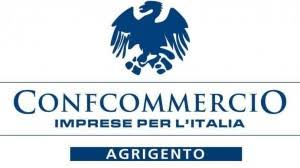 CONFCOMMERCIO
IMPRESE PER L'ITALIA
AGRIGENTO